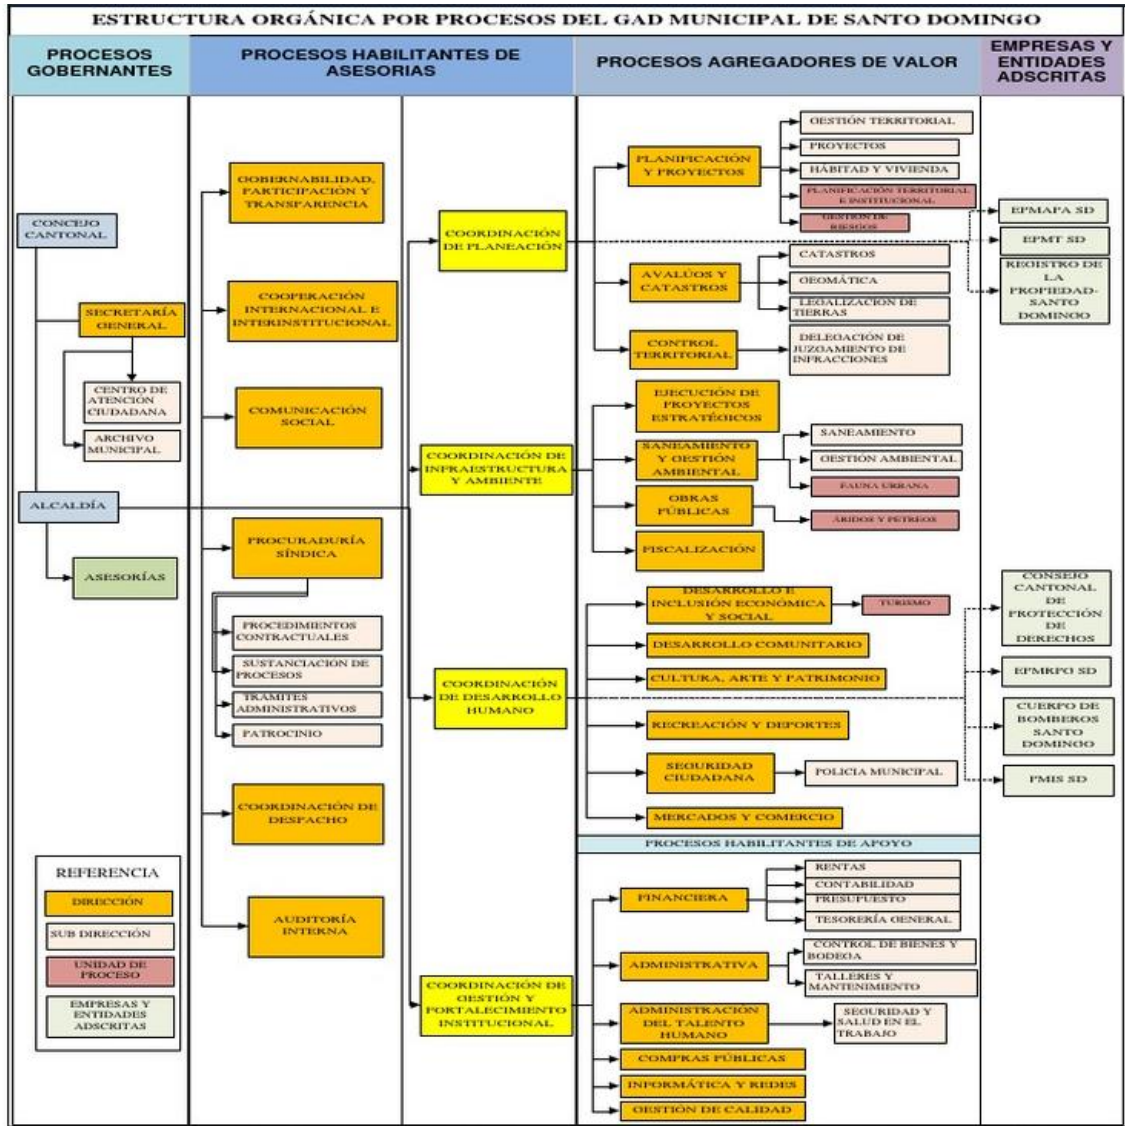 ESTRUCTURA ORGÁNICA POR PROCESOS DEL GAD MUNICIPAL DE SANTO DOMINGO
PROCESOS
GOBERNANTES
PROCESOS HABILITANTES DE
ASESORIAS
PROCESOS AGREGADORES DE VALOR
EMPRESAS Y
ENTIDADES
ADSCRITAS
CONCEJO
CANTONAL
SECRETARÍA
GENERAL
CENTRO DE
ATENCIÓN
CIUDADANA
ARCHIVO
MUNICIPAL
ALCALDÍA
ASESORÍAS
REFERENCIA
DIRECCIÓN
SUB DIRECCIÓN
UNIDAD DE
PROCESO
EMPRESAS Y
ENTIDADES
ADSCRITAS
GOBERNABILIDAD,
PARTICIPACIÓN Y
TRANSPARENCIA
COOPERACIÓN
INTERNACIONAL E
INTERINSTITUCIONAL
COMUNICACIÓN
SOCIAL
PROCURADURÍA
SÍNDICA
PROCEDIMIENTOS
CONTRACTUALES
SUSTANCIACION DE
PROCESOS
TRÁMITES
ADMINISTRATIVOS
PATROCINIO
COORDINACIÓN DE
DESPACHO
AUDITORÍA
INTERNA
COORDINACIÓN
DE PLANEACIÓN
COORDINACIÓN DE
INFRAESTRUCTURA
Y AMBIENTE
COORDINACIÓN
DE DESARROLLO
HUMANO
COORDINACIÓN DE
GESTIÓN Y
FORTALECIMIENTO
INSTITUCIONAL
PLANIFICACIÓN
Y PROYECTOS
GESTIÓN TERRITORIAL
PROYECTOS
HÁBITAD Y VIVIENDA
PLANIFICACIÓN TERRITORIAL
E INSTITUCIONAL
GESTIÓN DE
RIESGOS
AVALÚOS Y
CATASTROS
CATASTROS
GEOMÁTICA
LEGALIZACION DE
TIERRAS
CONTROL
TERRITORIAL
DELEGACIÓN DE
JUZGAMIENTO DE
INFRACCIONES
EJECUCIÓN DE
PROYECTOS
ESTRATÉGICOS
SANEAMIENTO
Y GESTIÓN
AMBIENTAL
SANEAMIENTO
GESTIÓN AMBIENTAL
FAUNA URBANA
OBRAS
PÚBLICAS
ÁRIDOS Y PÉTREOS
FISCALIZACIÓN
DESARROLLO E
INCLUSIÓN ECONÓMICA
Y SOCIAL
TURISMO
DESARROLLO COMUNITARIO
CULTURA, ARTE Y PATRIMONIO
RECREACIÓN Y DEPORTES
SEGURIDAD
CIUDADANA
POLICIA MUNICIPAL
MERCADOS Y COMERCIO
PROCESOS HABILITANTES DE APOYO
FINANCIERA
RENTAS
CONTABILIDAD
PRESUPUESTO
TESORERÍA GENERAL
ADMINISTRATIVA
CONTROL DE BIENES Y
BODEGA
TALLERES Y
MANTENIMIENTO
ADMINISTRACIÓN
DEL TALENTO
HUMANO
SEGURIDAD Y
SALUD EN EL
TRABAJO
COMPRAS PÚBLICAS
INFORMÁTICA Y REDES
GESTIÓN DE CALIDAD
EPMAPA SD
EPMT SD
REGISTRO DE
LA
PROPIEDAD-
SANTO
DOMINGO
CONSEJO
CANTONAL
DE
PROTECCIÓN
DE
DERECHOS
EPMRPO SD
CUERPO DE
BOMBEROS
SANTO
DOMINGO
PMIS SD